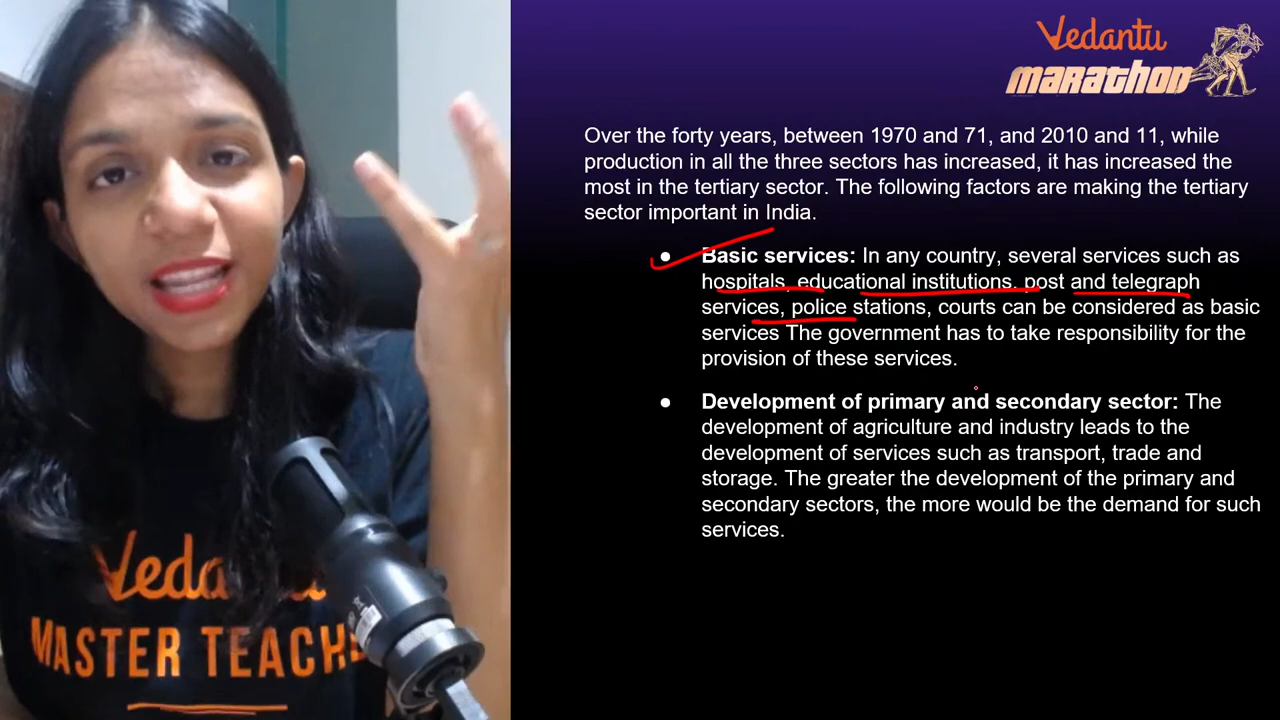 Vedantu
MARATHON
Over the forty years, between 1970 and 71, and 2010 and 11, while
production in all the three sectors has increased, it has increased the
most in the tertiary sector. The following factors are making the tertiary
sector important in India.
● Basic services: In any country, several services such as
hospitals, educational institutions, post and telegraph
services, police stations, courts can be considered as basic
services The government has to take responsibility for the
provision of these services.
● Development of primary and secondary sector: The
development of agriculture and industry leads to the
development of services such as transport, trade and
storage. The greater the development of the primary and
secondary sectors, the more would be the demand for such
services.
MASTER